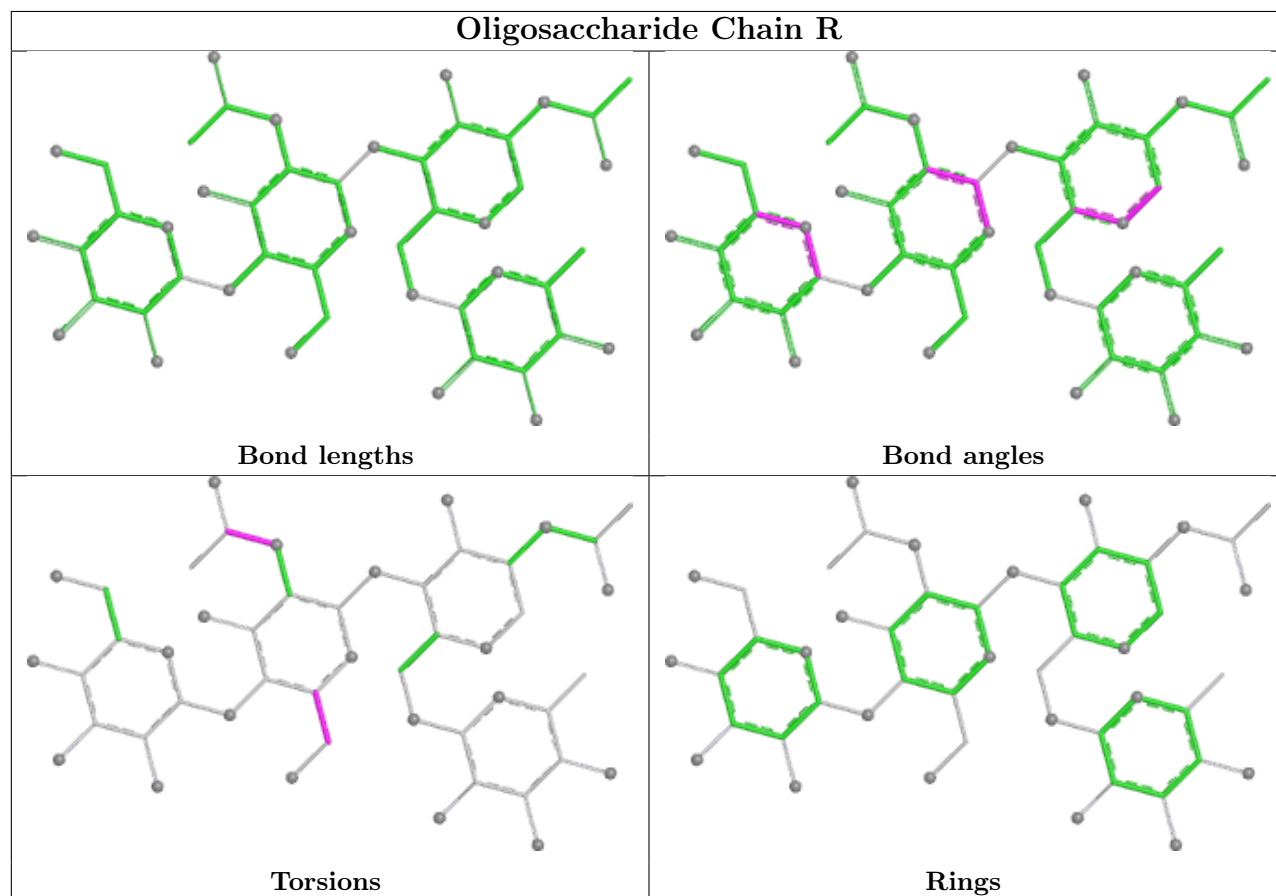 Oligosaccharide Chain R
Bond lengths
Bond angles
Torsions
Rings